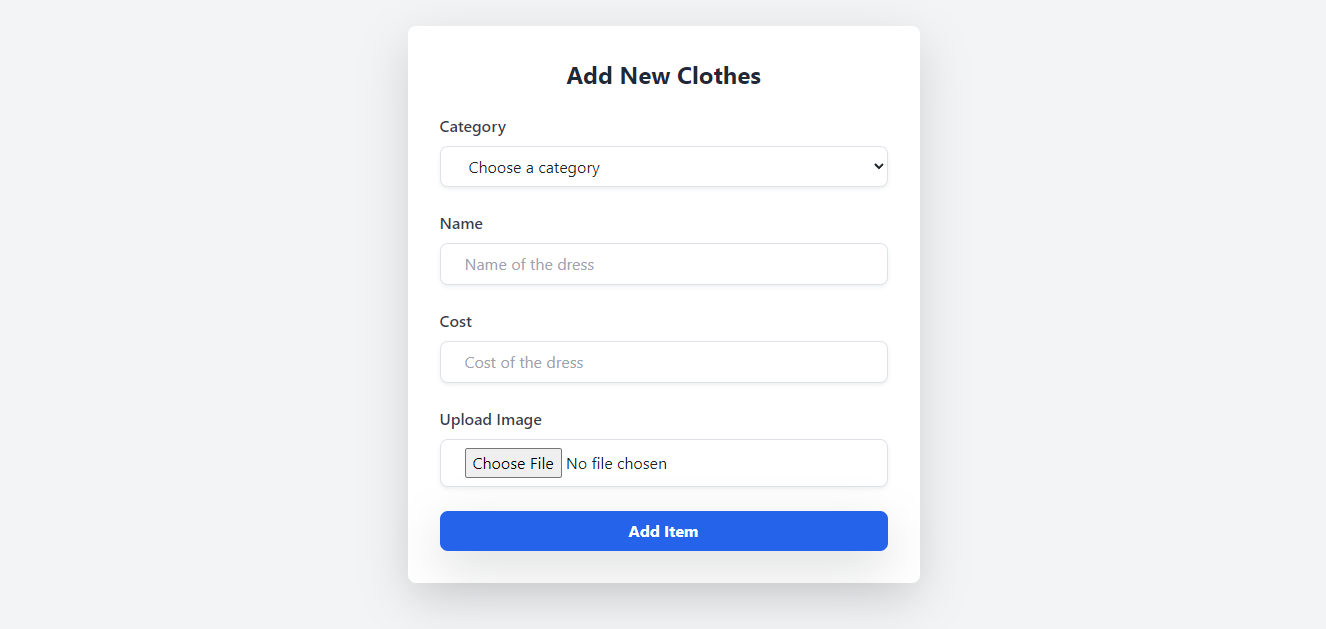 Add New Clothes
Category
Choose a category
Name
Name of the dress
Cost
Cost of the dress
Upload Image
Choose File No file chosen
Add Item